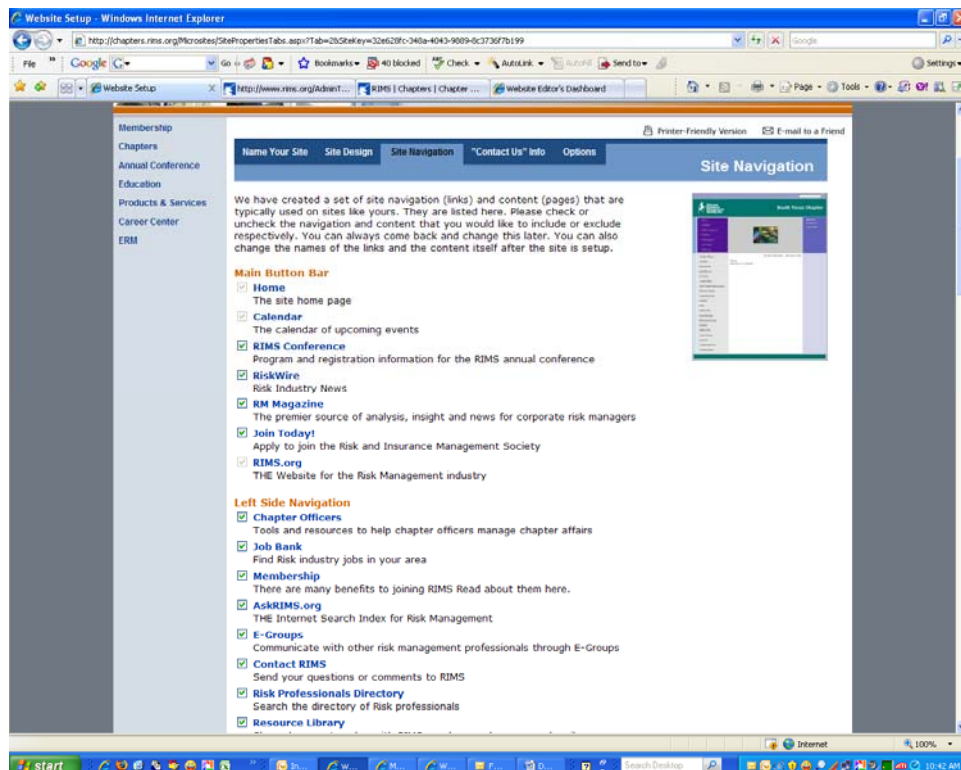 Website Setup - Windows Internet Explorer
http://chapters.rims.org/Microsites/SitePropertiesTabs.aspx?Tab=2&SiteKey=32e628fc-348a-4043-9889-8c3736f7b199
Google
File
Google
Go
Bookmarks
40 blocked
Check
AutoLink
AutoFill
Send to
Settings
Website Setup
http://www.rims.org/AdminT...
RIMS | Chapters | Chapter ...
Website Editor's Dashboard
Page
Tools
Membership
Chapters
Annual Conference
Education
Products & Services
Career Center
ERM
Printer-Friendly Version
E-mail to a Friend
Name Your Site
Site Design
Site Navigation
"Contact Us" Info
Options
Site Navigation
We have created a set of site navigation (links) and content (pages) that are
typically used on sites like yours. They are listed here. Please check or
uncheck the navigation and content that you would like to include or exclude
respectively. You can always come back and change this later. You can also
change the names of the links and the content itself after the site is setup.
South Texas Chapter
Main Button Bar
Home
The site home page
Calendar
The calendar of upcoming events
RIMS Conference
Program and registration information for the RIMS annual conference
RiskWire
Risk Industry News
RM Magazine
The premier source of analysis, insight and news for corporate risk managers
Join Today!
Apply to join the Risk and Insurance Management Society
RIMS.org
THE Website for the Risk Management industry
Left Side Navigation
Chapter Officers
Tools and resources to help chapter officers manage chapter affairs
Job Bank
Find Risk industry jobs in your area
Membership
There are many benefits to joining RIMS Read about them here.
AskRIMS.org
THE Internet Search Index for Risk Management
E-Groups
Communicate with other risk management professionals through E-Groups
Contact RIMS
Send your questions or comments to RIMS
Risk Professionals Directory
Search the directory of Risk professionals
Resource Library
Internet
100%
start
In...
W...
M...
W...
F...
D...
Search Desktop
10:42 AM